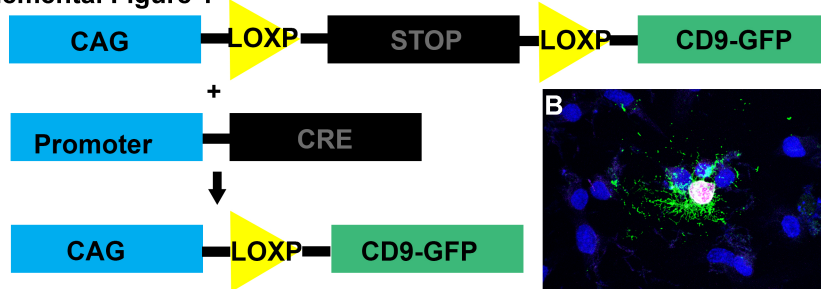 CAG LOXP STOP LOXP CD9-GFP
+
B
Promoter CRE
CAG LOXP CD9-GFP